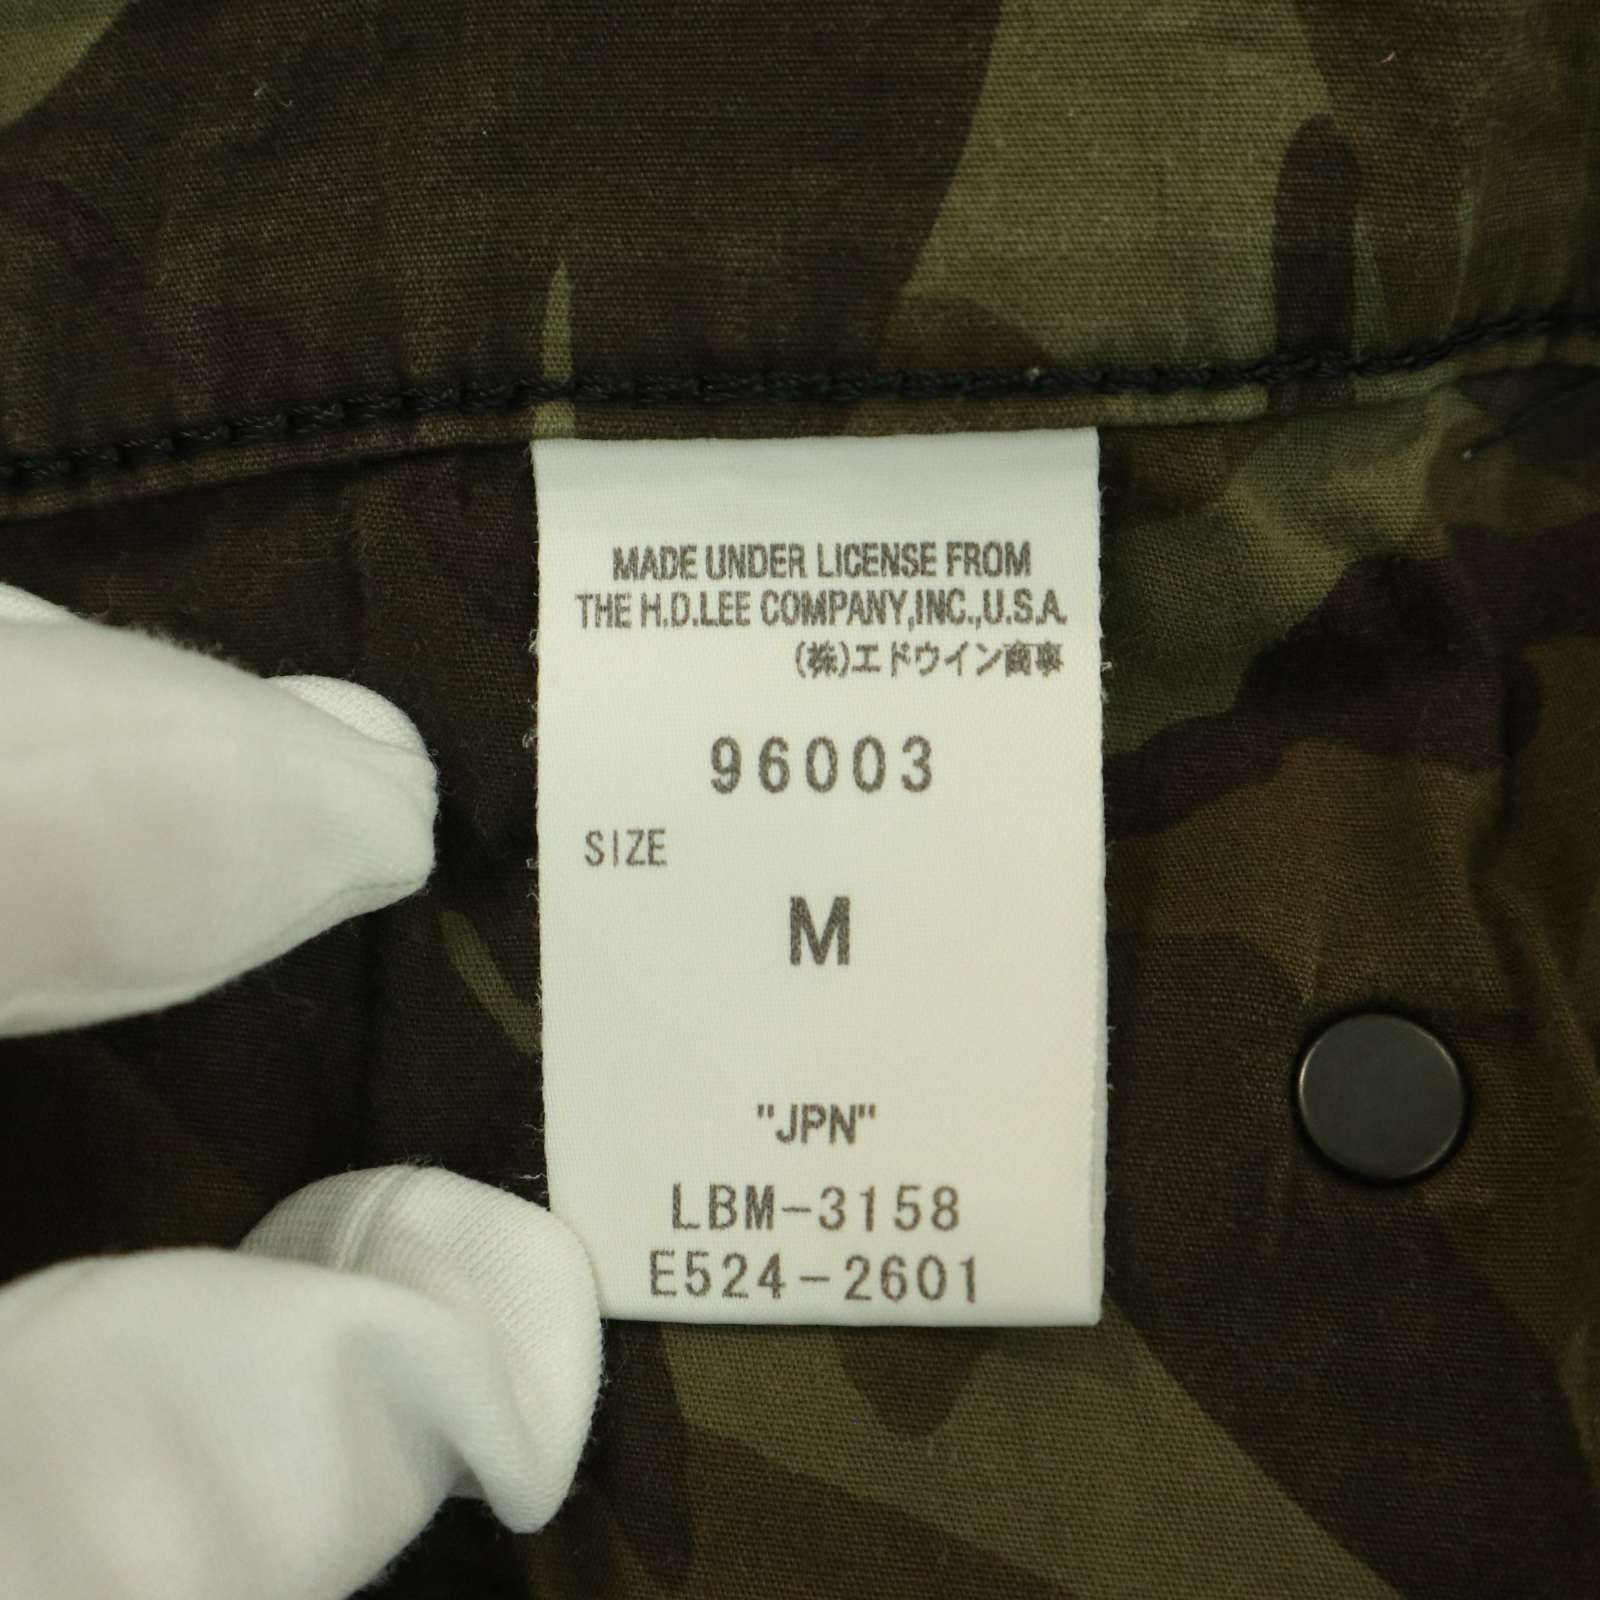 MADE UNDER LICENSE FROM
THE H.D.LEE COMPANY,INC.,U.S.A.
(株)エドウイン商事
96003
SIZE
M
"JPN"
LBM-3158
E524-2601